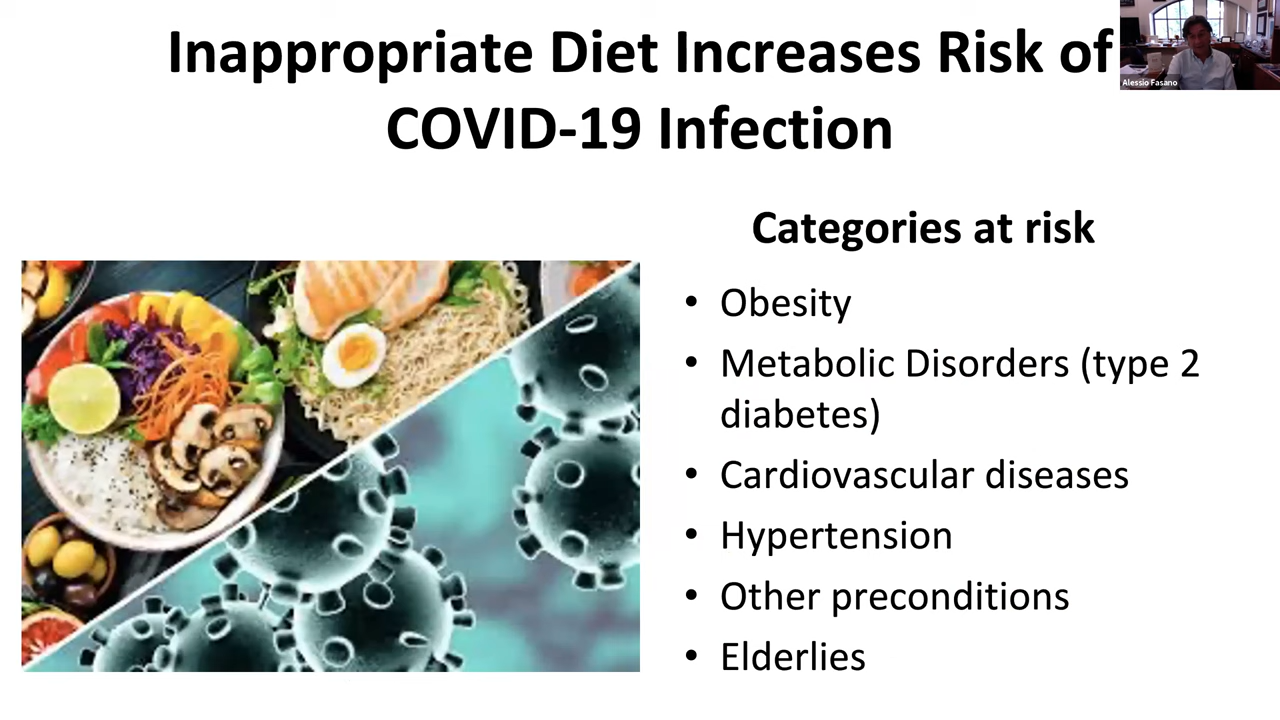 Inappropriate Diet Increases Risk of
COVID-19 Infection
Alessio Fasano
Categories at risk
• Obesity
• Metabolic Disorders (type 2
diabetes)
• Cardiovascular diseases
• Hypertension
• Other preconditions
• Elderlies